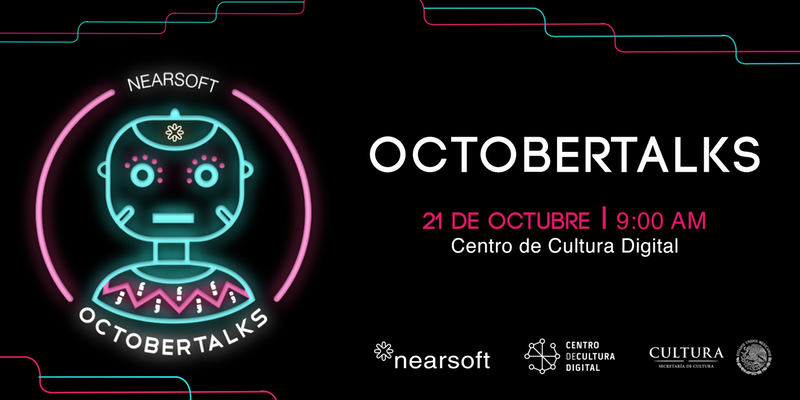 NEARSOFT
OCTOBERTALKS
OCTOBERTALKS
21 DE OCTUBRE | 9:00 AM
Centro de Cultura Digital
nearsoft
CENTRO
DECULTURA
DIGITAL
CULTURA
SECRETARÍA DE CULTURA